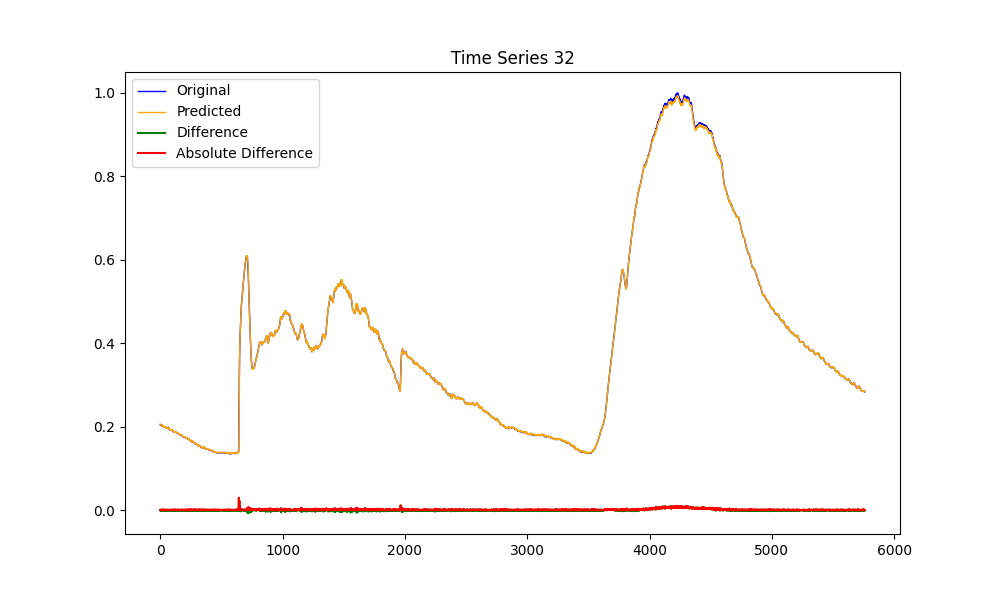 Time Series 32
Original
Predicted
Difference
Absolute Difference
1.0
0.8
0.6
0.4
0.2
0.0
0 1000 2000 3000 4000 5000 6000